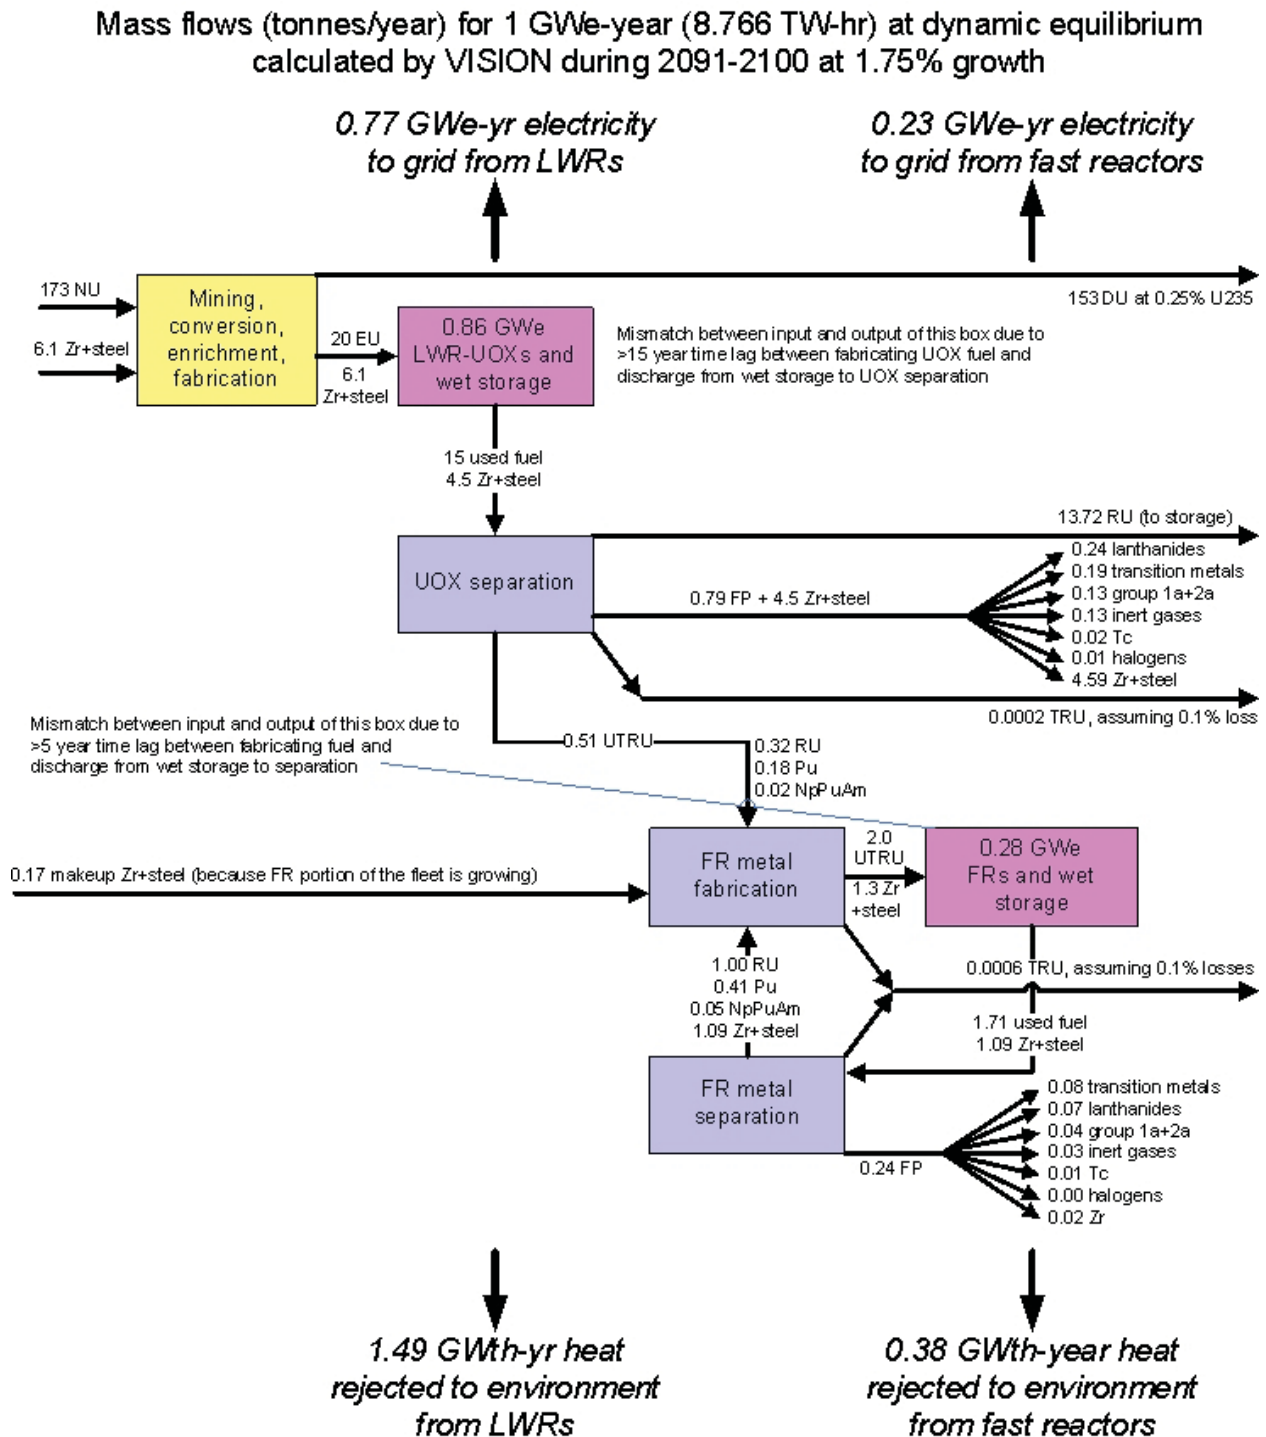 Mass flows (tonnes/year) for 1 GWe-year (8.766 TW-hr) at dynamic equilibrium
calculated by VISION during 2091-2100 at 1.75% growth
0.77 GWe-yr electricity
to grid from LWRs
0.23 GWe-yr electricity
to grid from fast reactors
173 NU
6.1 Zr+steel
Mining,
conversion,
enrichment,
fabrication
153 DU at 0.25% U235
20 EU
6.1
Zr+steel
0.86 GWe
LWR-UOXs and
wet storage
Mismatch between input and output of this box due to
>15 year time lag between fabricating UOX fuel and
discharge from wet storage to UOX separation
15 used fuel
4.5 Zr+steel
UOX separation
13.72 RU (to storage)
0.79 FP + 4.5 Zr+steel
0.24 lanthanides
0.19 transition metals
0.13 group 1a+2a
0.13 inert gases
0.02 Tc
0.01 halogens
4.59 Zr+steel
0.0002 TRU, assuming 0.1% loss
Mismatch between input and output of this box due to
>5 year time lag between fabricating fuel and
discharge from wet storage to separation
0.51 UTRU
0.32 RU
0.18 Pu
0.02 NpPuAm
0.17 makeup Zr+steel (because FR portion of the fleet is growing)
FR metal
fabrication
2.0
UTRU
1.3 Zr
+steel
0.28 GWe
FRs and wet
storage
0.0006 TRU, assuming 0.1% losses
1.00 RU
0.41 Pu
0.05 NpPuAm
1.09 Zr+steel
1.71 used fuel
1.09 Zr+steel
FR metal
separation
0.24 FP
0.08 transition metals
0.07 lanthanides
0.04 group 1a+2a
0.03 inert gases
0.01 Tc
0.00 halogens
0.02 Zr
1.49 GWth-yr heat
rejected to environment
from LWRs
0.38 GWth-year heat
rejected to environment
from fast reactors